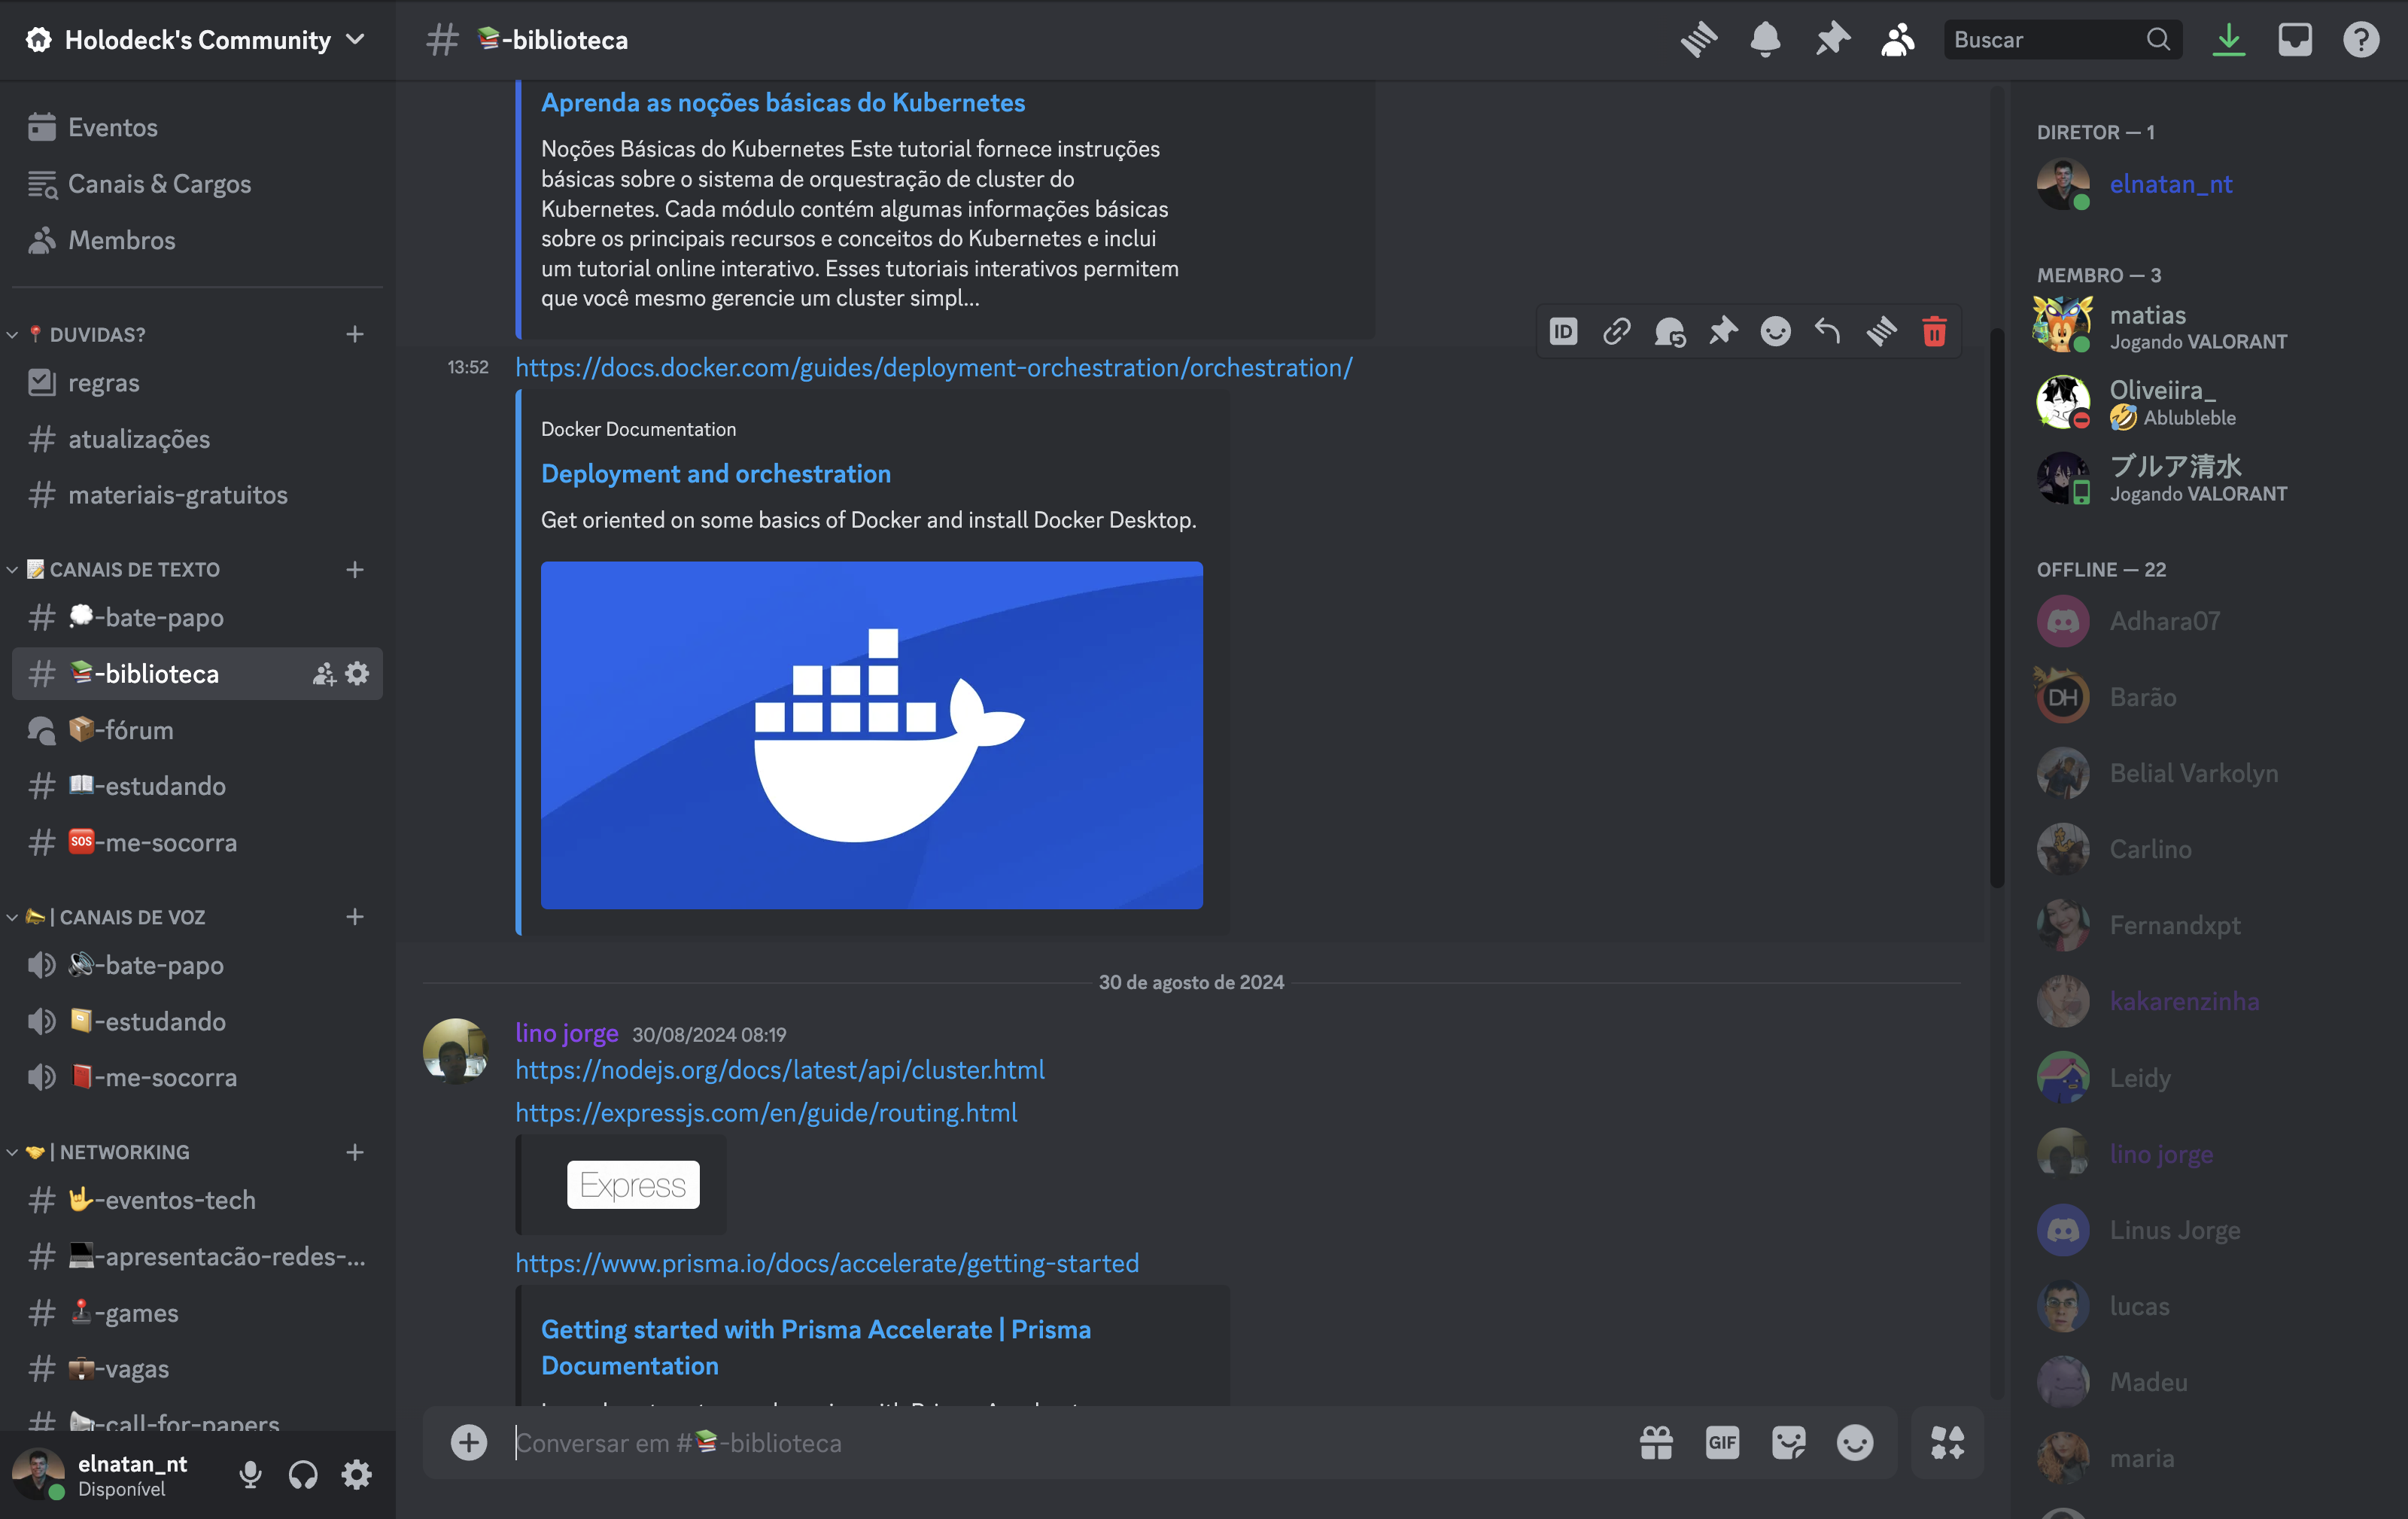 Holodeck's Community
Eventos
Canais & Cargos
Membros
DUVIDAS?
regras
atualizações
materiais-gratuitos
CANAIS DE TEXTO
-bate-papo
-biblioteca
-fórum
-estudando
SOS
-me-socorra
| CANAIS DE VOZ
-bate-papo
-estudando
-me-socorra
| NETWORKING
-eventos-tech
-apresentacão-redes-...
-games
-vagas
-call-for-papers
elnatan_nt
Disponível
-biblioteca
Buscar
Aprenda as noções básicas do Kubernetes
Noções Básicas do Kubernetes Este tutorial fornece instruções
básicas sobre o sistema de orquestração de cluster do
Kubernetes. Cada módulo contém algumas informações básicas
sobre os principais recursos e conceitos do Kubernetes e inclui
um tutorial online interativo. Esses tutoriais interativos permitem
que você mesmo gerencie um cluster simpl...
ID
13:52
https://docs.docker.com/guides/deployment-orchestration/orchestration/
Docker Documentation
Deployment and orchestration
Get oriented on some basics of Docker and install Docker Desktop.
30 de agosto de 2024
lino jorge 30/08/2024 08:19
https://nodejs.org/docs/latest/api/cluster.html
https://expressjs.com/en/guide/routing.html
Express
https://www.prisma.io/docs/accelerate/getting-started
Getting started with Prisma Accelerate | Prisma
Documentation
Conversar em #📚-biblioteca
GIF
DIRETOR — 1
elnatan_nt
MEMBRO — 3
matias
Jogando VALORANT
Oliveiira_
Ablubleble
ブルア清水
Jogando VALORANT
OFFLINE — 22
Adhara07
DH
Barão
Belial Varkolyn
Carlino
Fernandxpt
kakarenzinha
Leidy
lino jorge
Linus Jorge
lucas
Madeu
maria